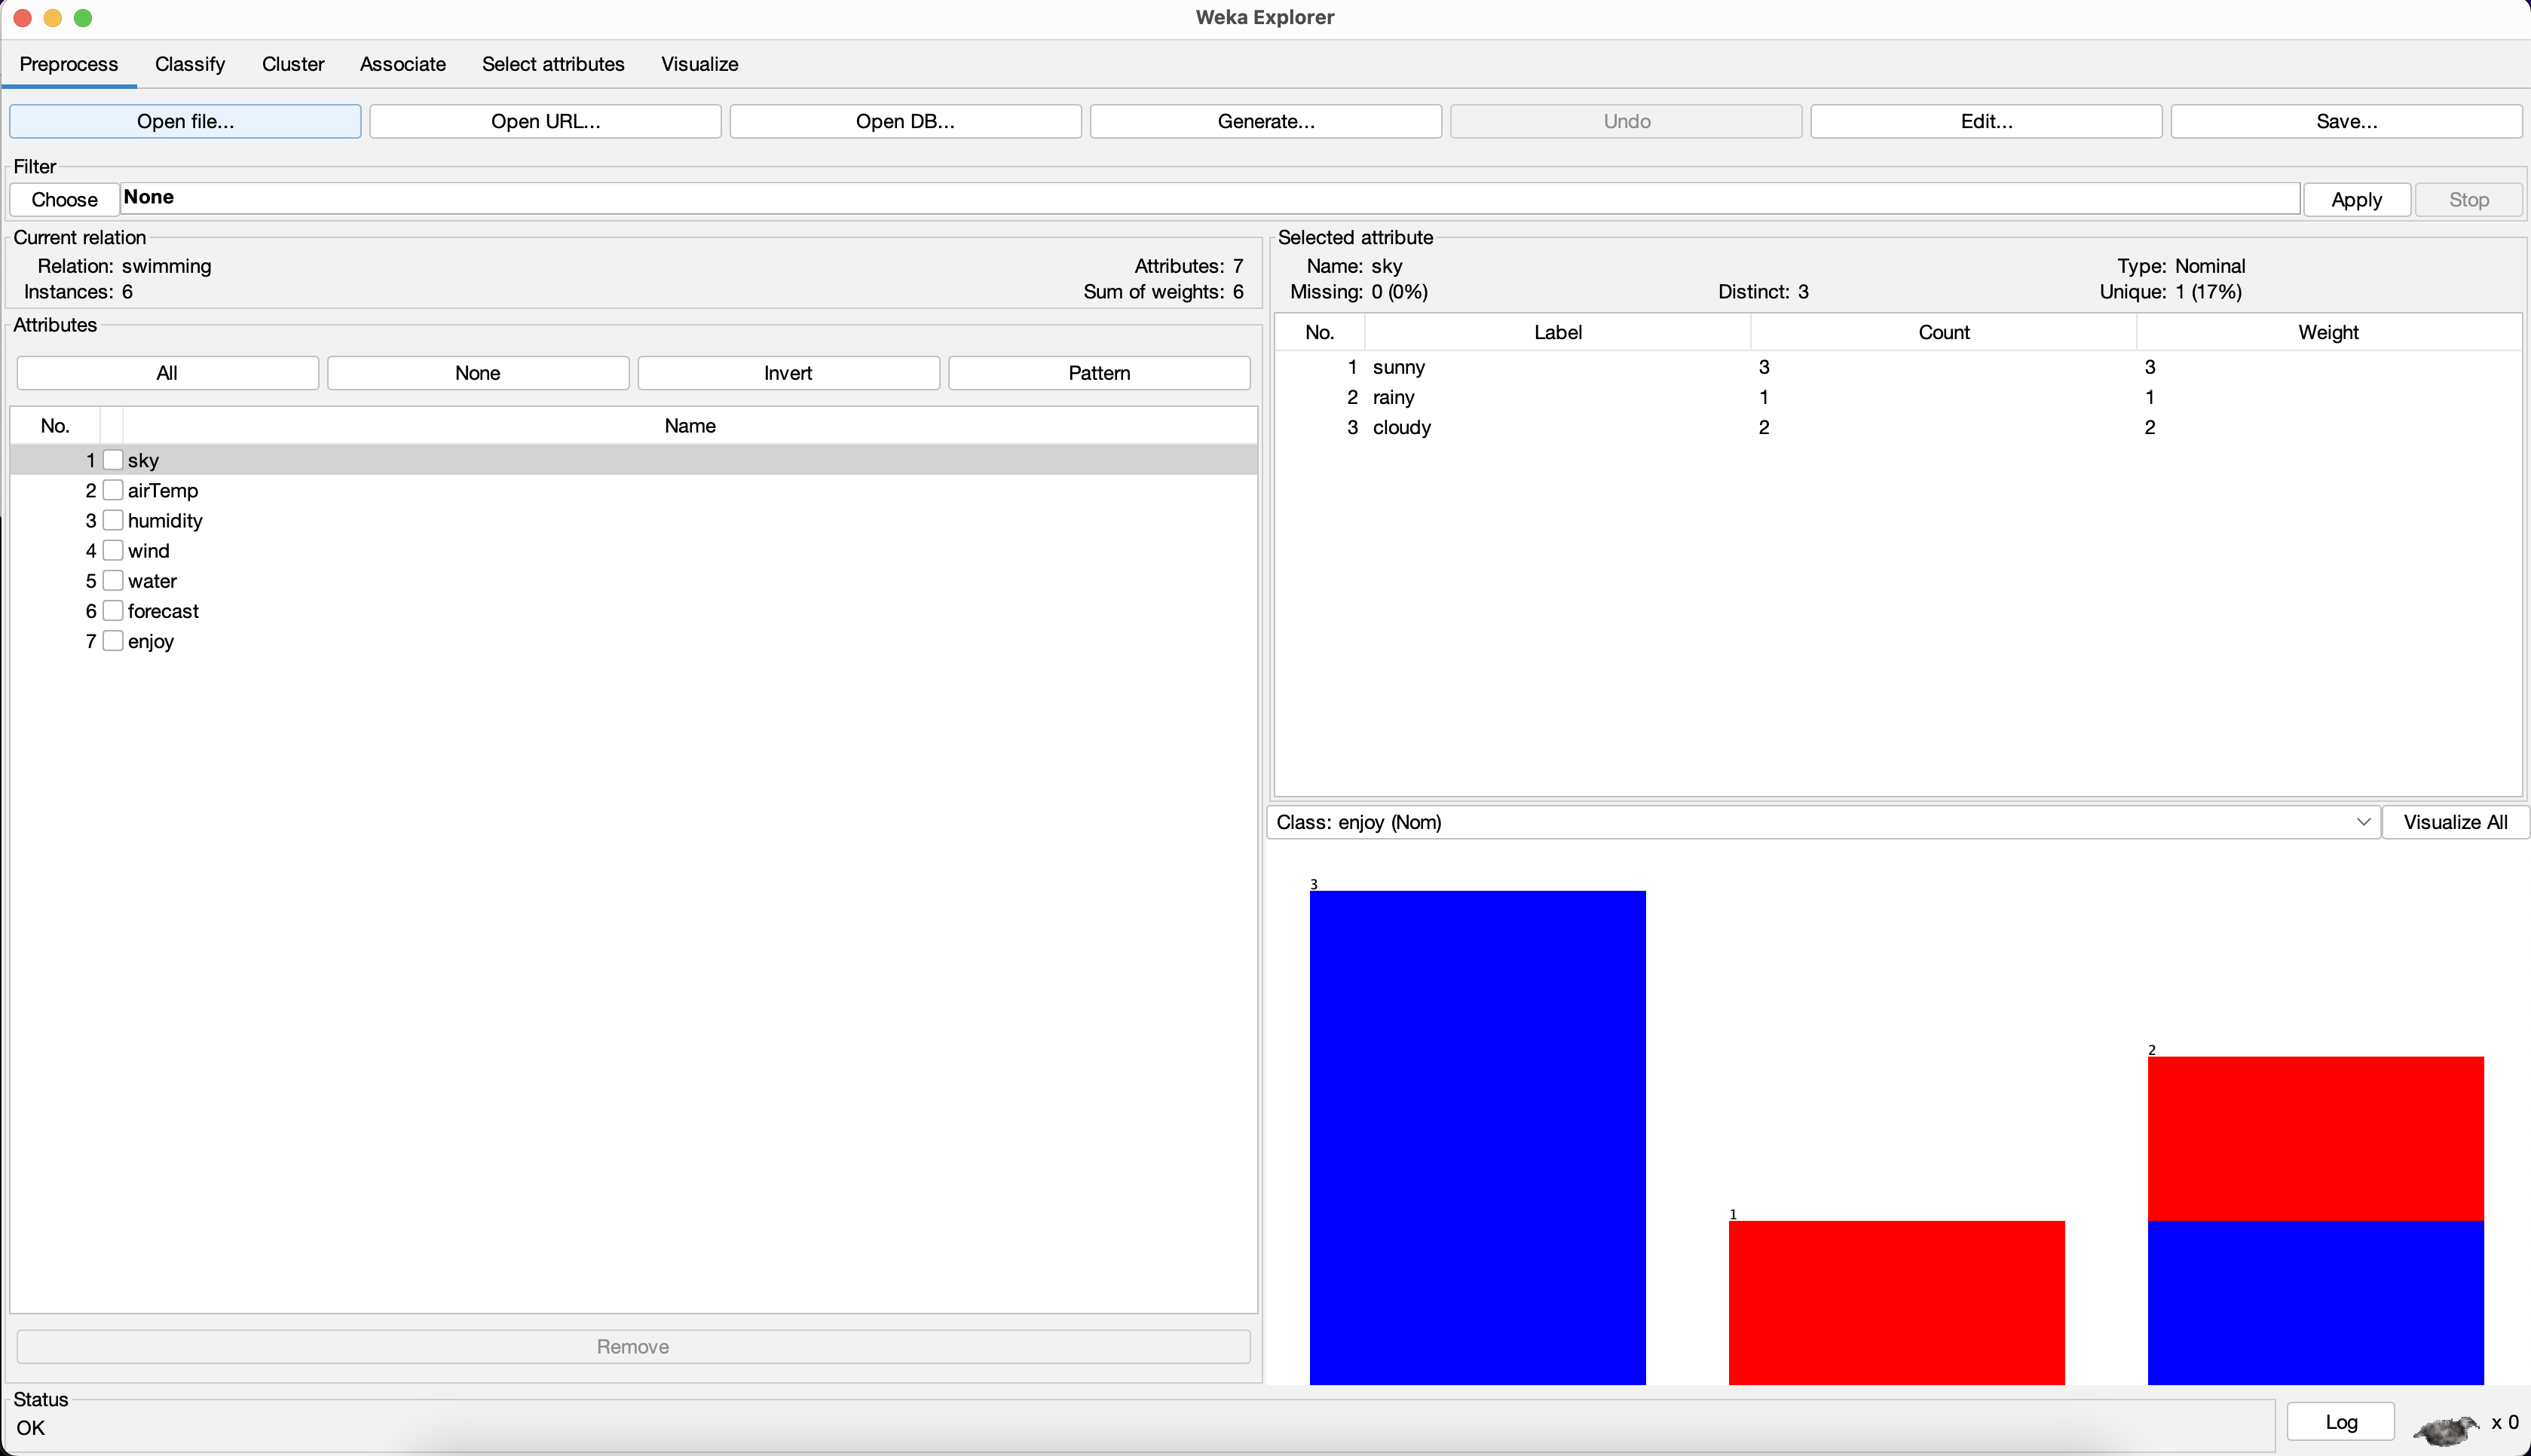 Weka Explorer
Preprocess Classify Cluster Associate Select attributes Visualize
Open file... Open URL... Open DB... Generate... Undo Edit... Save...
Filter
Choose None Apply Stop
Current relation
Relation: swimming Attributes: 7
Instances: 6 Sum of weights: 6
Attributes
All None Invert Pattern
No. Name
1 sky
2 airTemp
3 humidity
4 wind
5 water
6 forecast
7 enjoy
Remove
Selected attribute
Name: sky Type: Nominal
Missing: 0 (0%) Distinct: 3 Unique: 1 (17%)
No. Label Count Weight
1 sunny 3 3
2 rainy 1 1
3 cloudy 2 2
Class: enjoy (Nom) Visualize All
3
2
1
Status
OK
Log x 0